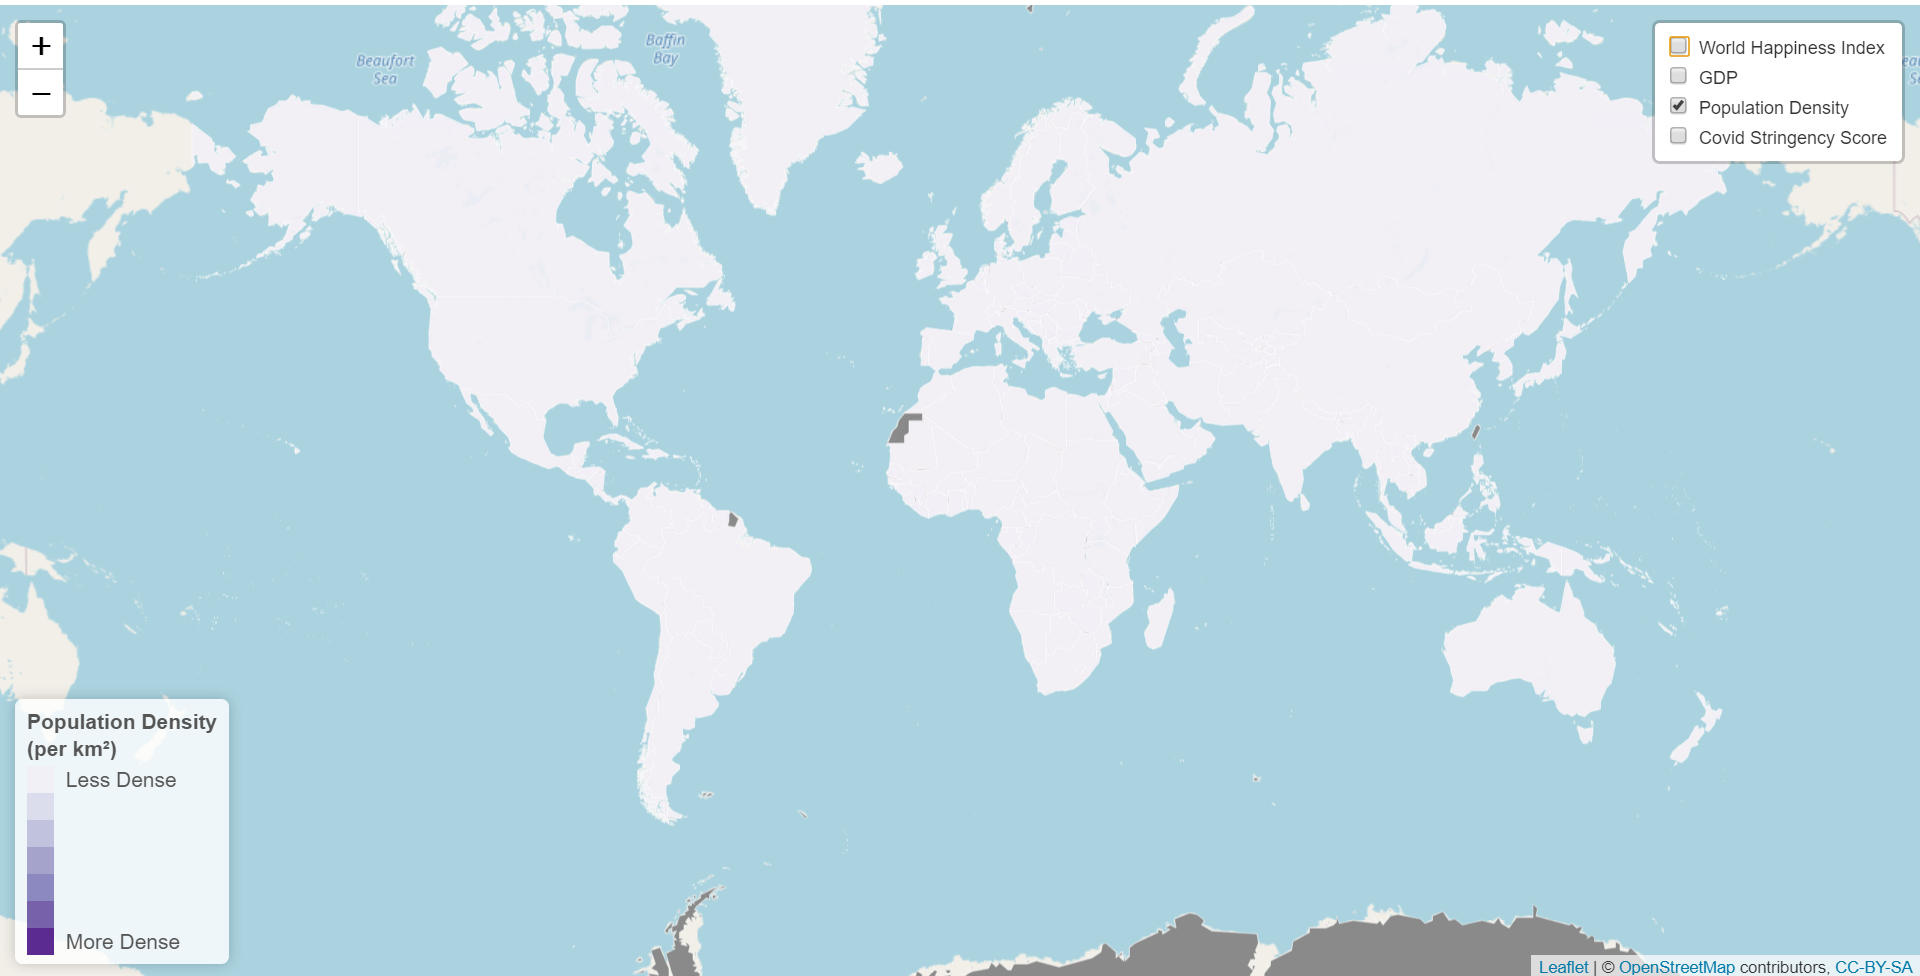 +
−
Beaufort
Sea
Baffin
Bay
World Happiness Index
GDP
Population Density
Covid Stringency Score
Population Density
(per km²)
Less Dense
More Dense
Leaflet | © OpenStreetMap contributors, CC-BY-SA